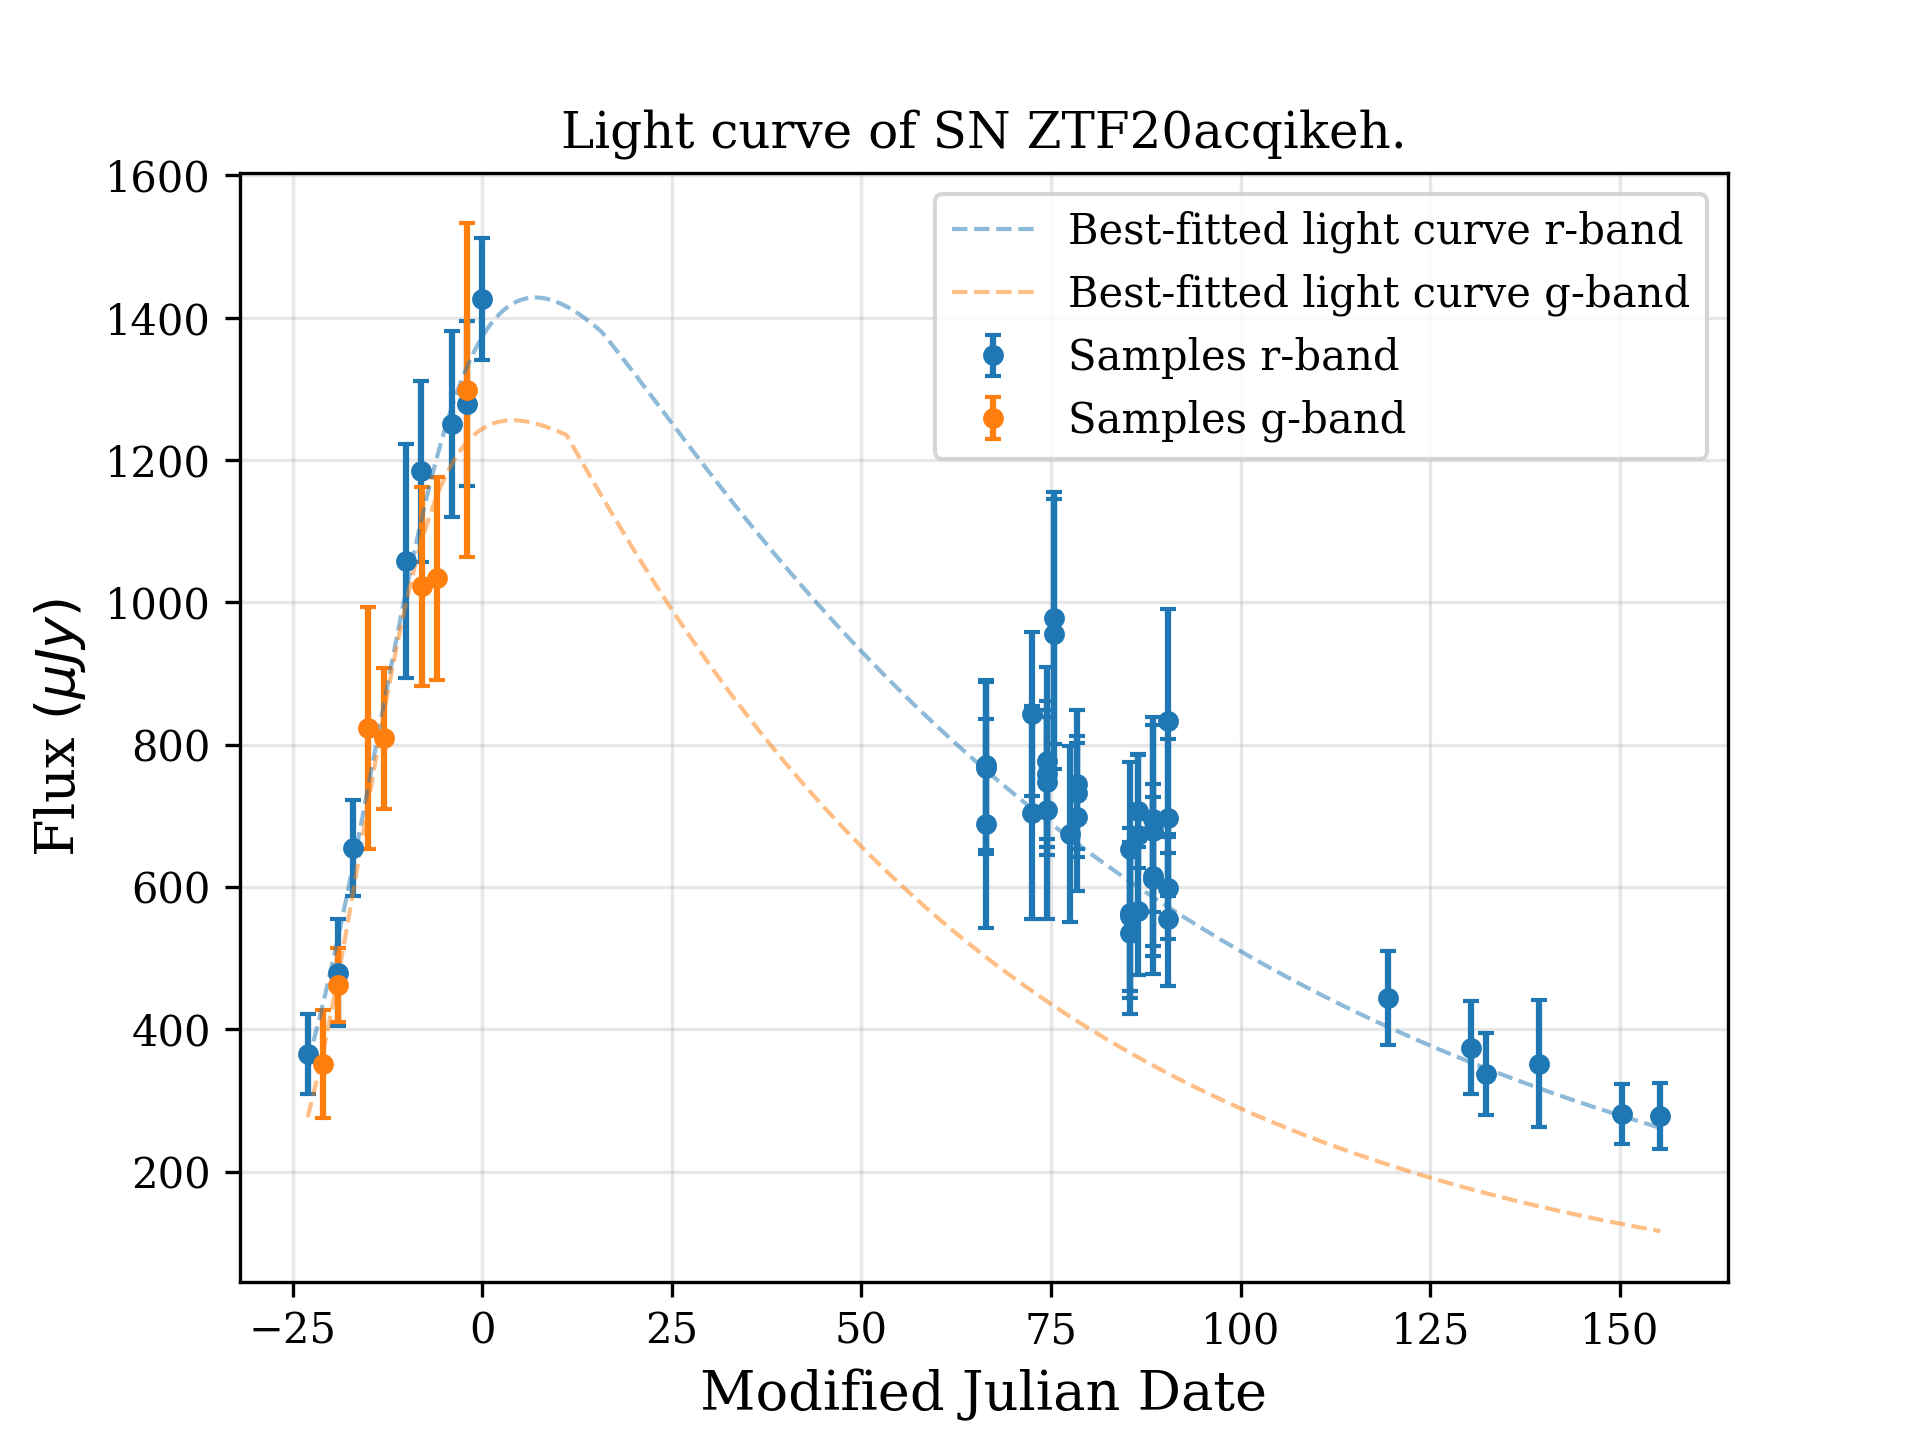 Light curve of SN ZTF20acqikeh.
1600
1400
1200
1000
800
600
400
200
Flux (μJy)
Best-fitted light curve r-band
Best-fitted light curve g-band
Samples r-band
Samples g-band
−25 0 25 50 75 100 125 150
Modified Julian Date